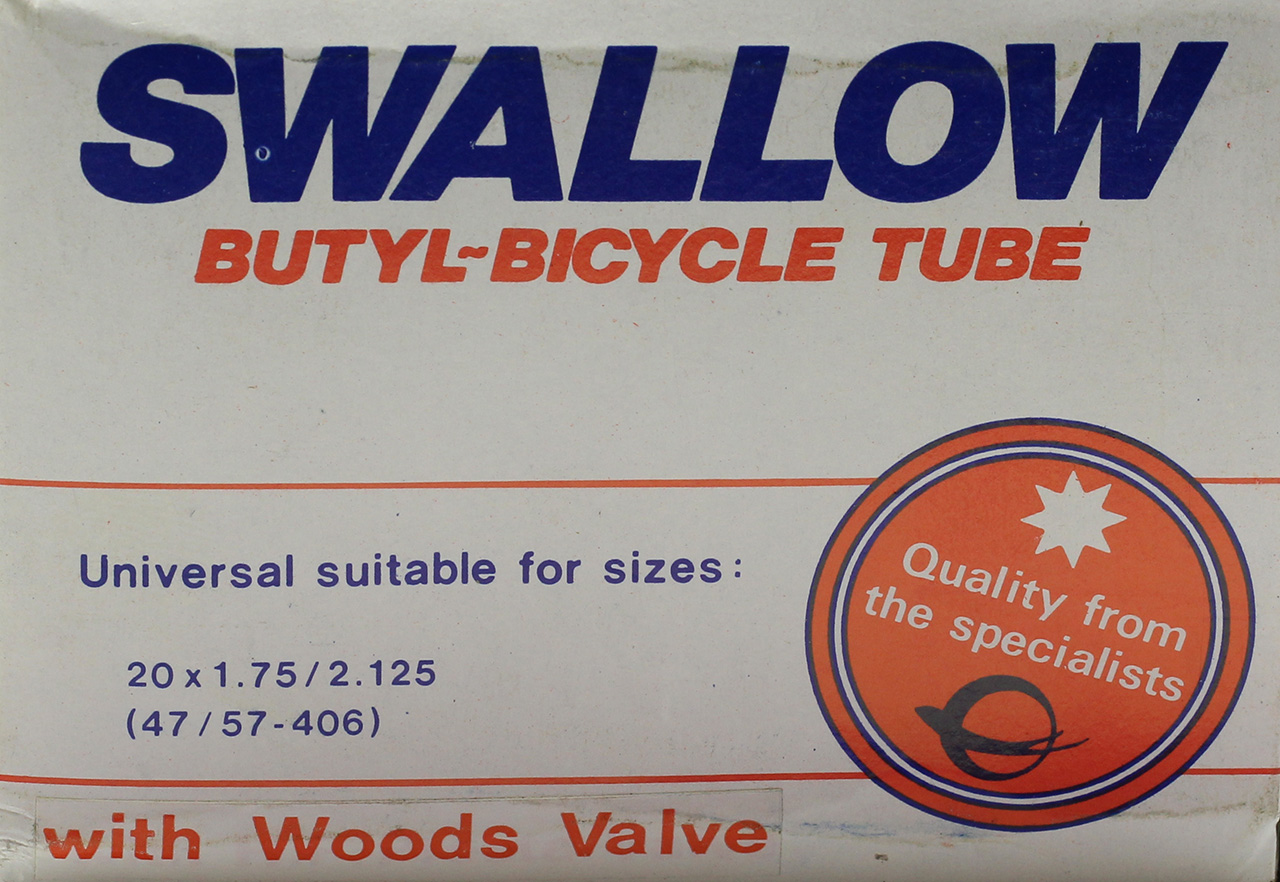 SWALLOW
BUTYL~BICYCLE TUBE
Universal suitable for sizes:
20 x 1.75/2.125
(47/57-406)
Quality from
the specialists
with Woods Valve